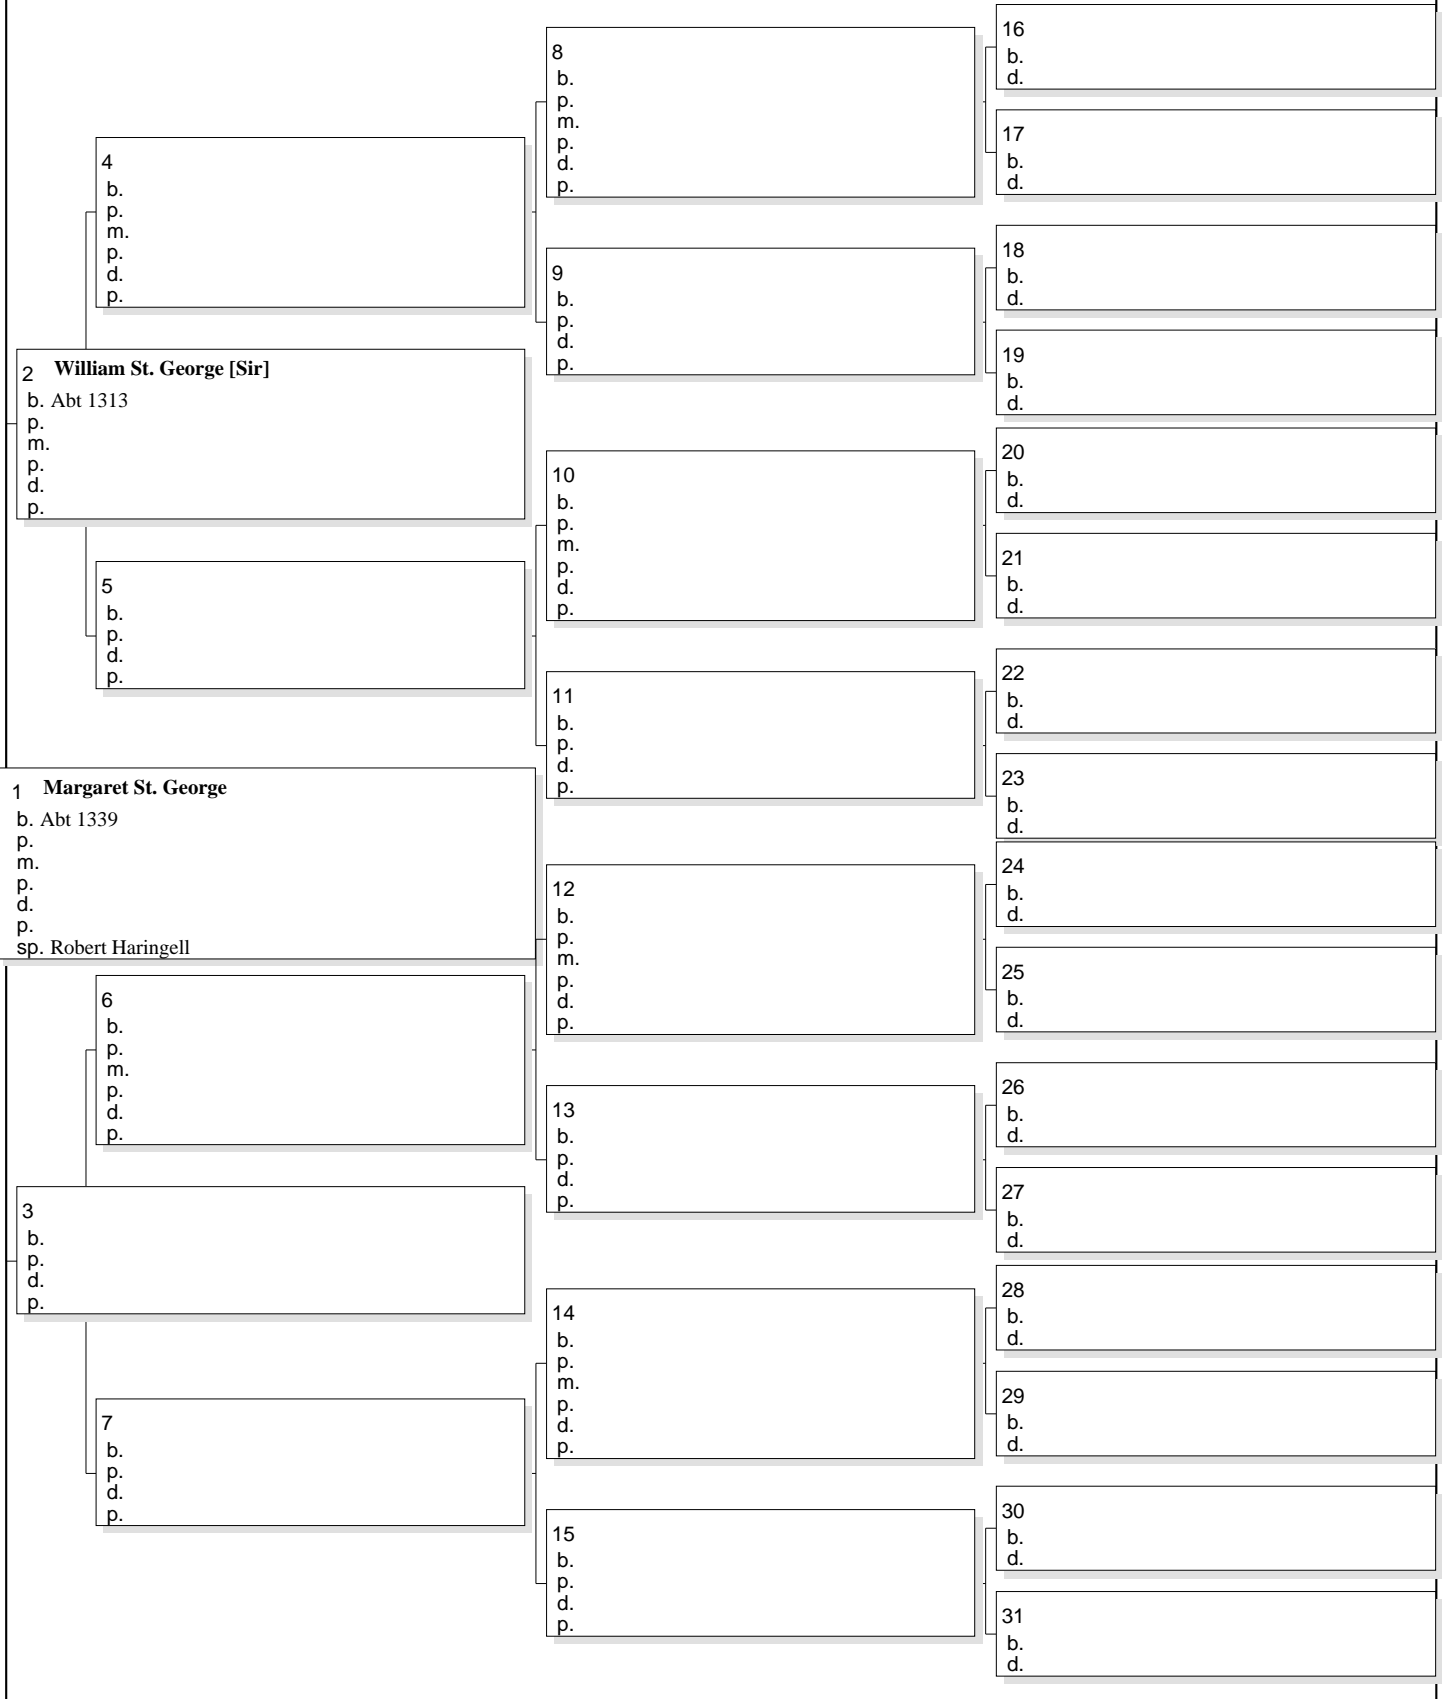 16
b.
d.
8
b.
p.
m.
p.
d.
p.
17
b.
d.
4
b.
p.
m.
p.
d.
p.
18
b.
d.
9
b.
p.
d.
p.
19
b.
d.
2 William St. George [Sir]
b. Abt 1313
p.
m.
p.
d.
p.
20
b.
d.
10
b.
p.
m.
p.
d.
p.
21
b.
d.
5
b.
p.
d.
p.
22
b.
d.
11
b.
p.
d.
p.
23
b.
d.
1 Margaret St. George
b. Abt 1339
p.
m.
p.
d.
p.
sp. Robert Haringell
24
b.
d.
12
b.
p.
m.
p.
d.
p.
25
b.
d.
6
b.
p.
m.
p.
d.
p.
26
b.
d.
13
b.
p.
d.
p.
27
b.
d.
3
b.
p.
d.
p.
28
b.
d.
14
b.
p.
m.
p.
d.
p.
29
b.
d.
7
b.
p.
d.
p.
30
b.
d.
15
b.
p.
d.
p.
31
b.
d.